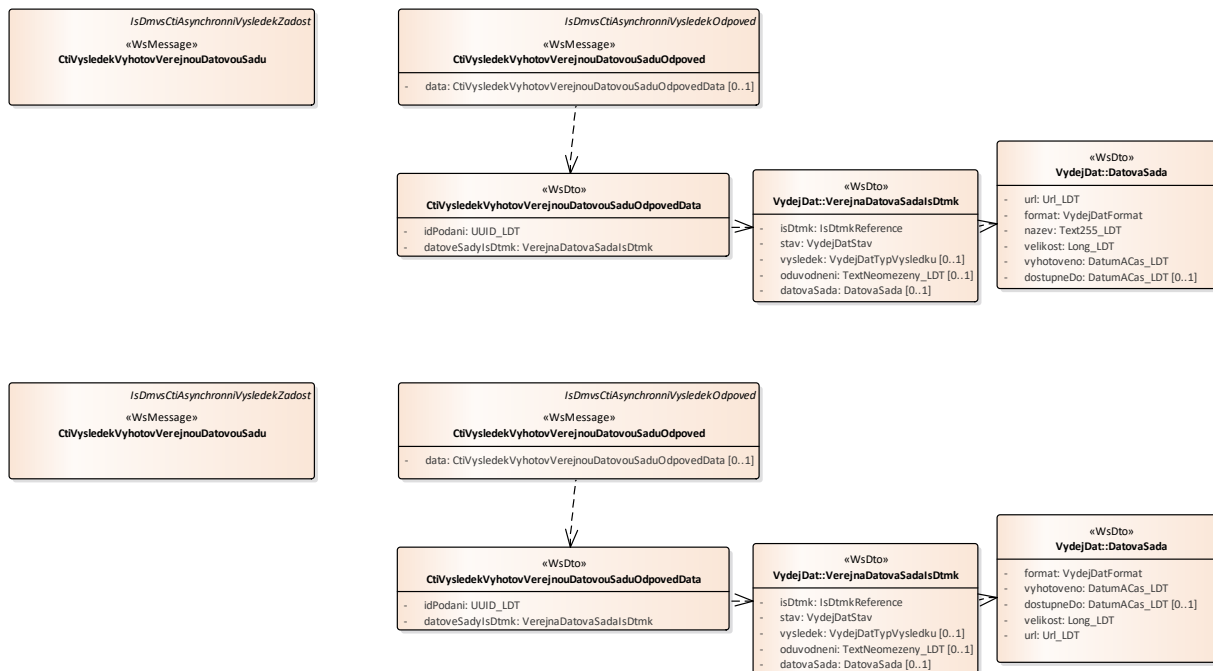 IsDmvsCtiAsynchronniVysledekZadost
«WsMessage»
CtiVysledekVyhotovVerejnouDatovouSadu
IsDmvsCtiAsynchronniVysledekOdpoved
«WsMessage»
CtiVysledekVyhotovVerejnouDatovouSaduOdpoved
- data: CtiVysledekVyhotovVerejnouDatovouSaduOdpovedData [0..1]
«WsDto»
CtiVysledekVyhotovVerejnouDatovouSaduOdpovedData
- idPodani: UUID_LDT
- datoveSadyIsDtmk: VerejnaDatovaSadaIsDtmk
«WsDto»
VydejDat::VerejnaDatovaSadaIsDtmk
- isDtmk: IsDtmkReference
- stav: VydejDatStav
- vysledek: VydejDatTypVysledku [0..1]
- oduvodneni: TextNeomezeny_LDT [0..1]
- datovaSada: DatovaSada [0..1]
«WsDto»
VydejDat::DatovaSada
- url: Url_LDT
- format: VydejDatFormat
- nazev: Text255_LDT
- velikost: Long_LDT
- vyhotoveno: DatumACas_LDT
- dostupneDo: DatumACas_LDT [0..1]
IsDmvsCtiAsynchronniVysledekZadost
«WsMessage»
CtiVysledekVyhotovVerejnouDatovouSadu
IsDmvsCtiAsynchronniVysledekOdpoved
«WsMessage»
CtiVysledekVyhotovVerejnouDatovouSaduOdpoved
- data: CtiVysledekVyhotovVerejnouDatovouSaduOdpovedData [0..1]
«WsDto»
CtiVysledekVyhotovVerejnouDatovouSaduOdpovedData
- idPodani: UUID_LDT
- datoveSadyIsDtmk: VerejnaDatovaSadaIsDtmk
«WsDto»
VydejDat::VerejnaDatovaSadaIsDtmk
- isDtmk: IsDtmkReference
- stav: VydejDatStav
- vysledek: VydejDatTypVysledku [0..1]
- oduvodneni: TextNeomezeny_LDT [0..1]
- datovaSada: DatovaSada [0..1]
«WsDto»
VydejDat::DatovaSada
- format: VydejDatFormat
- vyhotoveno: DatumACas_LDT
- dostupneDo: DatumACas_LDT [0..1]
- velikost: Long_LDT
- url: Url_LDT